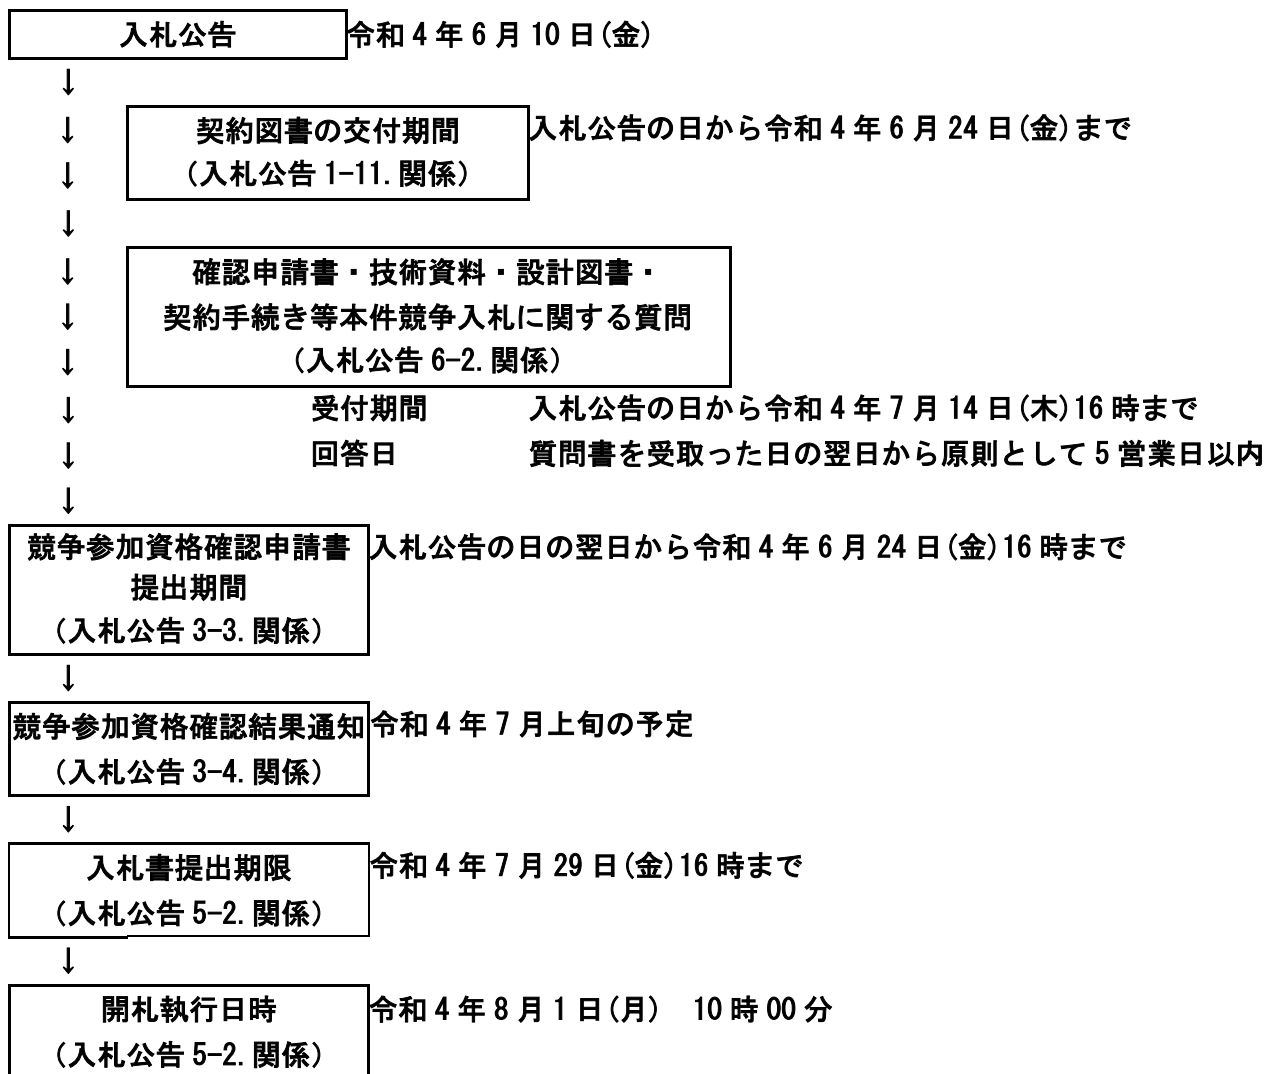 入札公告 令和4年6月10日(金)
↓
↓ 契約図書の交付期間 入札公告の日から令和4年6月24日(金)まで
↓ (入札公告1-11.関係)
↓
↓ 確認申請書・技術資料・設計図書・
↓ 契約手続き等本件競争入札に関する質問
↓ (入札公告6-2.関係)
↓ 受付期間 入札公告の日から令和4年7月14日(木)16時まで
↓ 回答日 質問書を受取った日の翌日から原則として5営業日以内
↓
競争参加資格確認申請書 入札公告の日の翌日から令和4年6月24日(金)16時まで
提出期間
(入札公告3-3.関係)
↓
競争参加資格確認結果通知 令和4年7月上旬の予定
(入札公告3-4.関係)
↓
入札書提出期限 令和4年7月29日(金)16時まで
(入札公告5-2.関係)
↓
開札執行日時 令和4年8月1日(月) 10時00分
(入札公告5-2.関係)